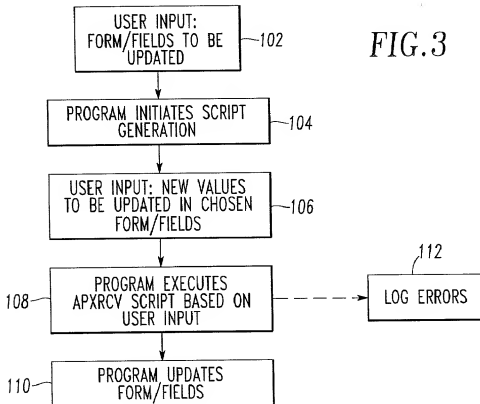 USER INPUT:
FORM/FIELDS TO BE
UPDATED
102
FIG.3
PROGRAM INITIATES SCRIPT
GENERATION
104
USER INPUT: NEW VALUES
TO BE UPDATED IN CHOSEN
FORM/FIELDS
106
108
PROGRAM EXECUTES
APXRCV SCRIPT BASED ON
USER INPUT
112
LOG ERRORS
110
PROGRAM UPDATES
FORM/FIELDS